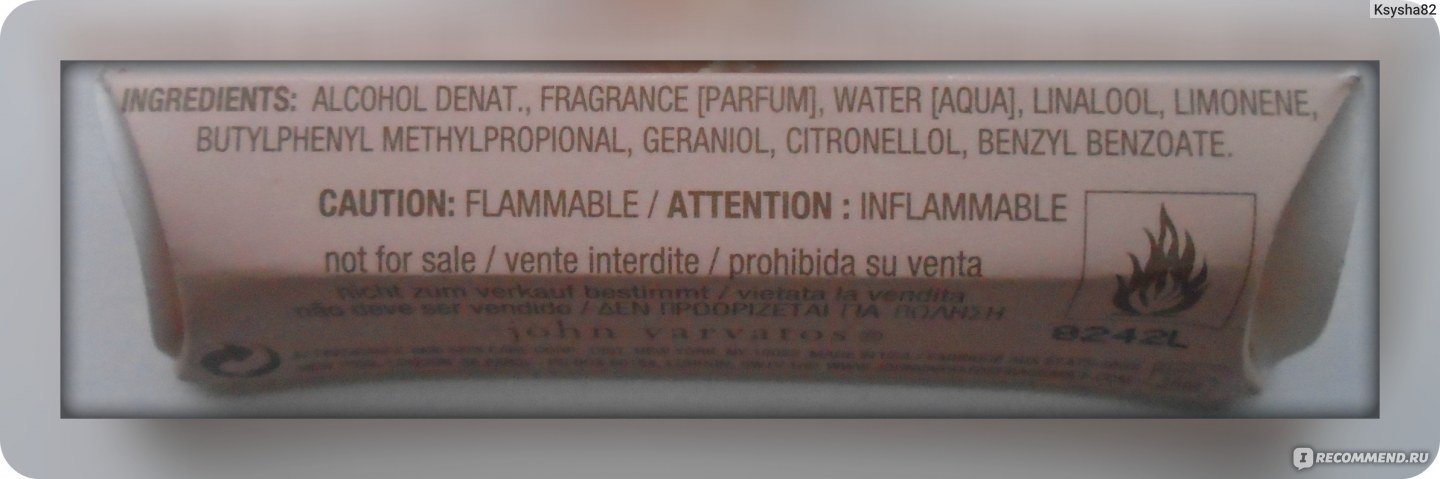 Ksysha82
INGREDIENTS: ALCOHOL DENAT., FRAGRANCE [PARFUM], WATER [AQUA], LINALOOL, LIMONENE,
BUTYLPHENYL METHYLPROPIONAL, GERANIOL, CITRONELLOL, BENZYL BENZOATE.
CAUTION: FLAMMABLE / ATTENTION : INFLAMMABLE
not for sale / vente interdite / prohibida su venta
nicht zum verkauf bestimmt / vietata la vendita
não deve ser vendido / ΔΕΝ ΠΡΟΟΡΙΖΕΤΑΙ ΓΙΑ ΠΩΛΗΣΗ
8242L
john varvatos®
IRECOMMEND.RU